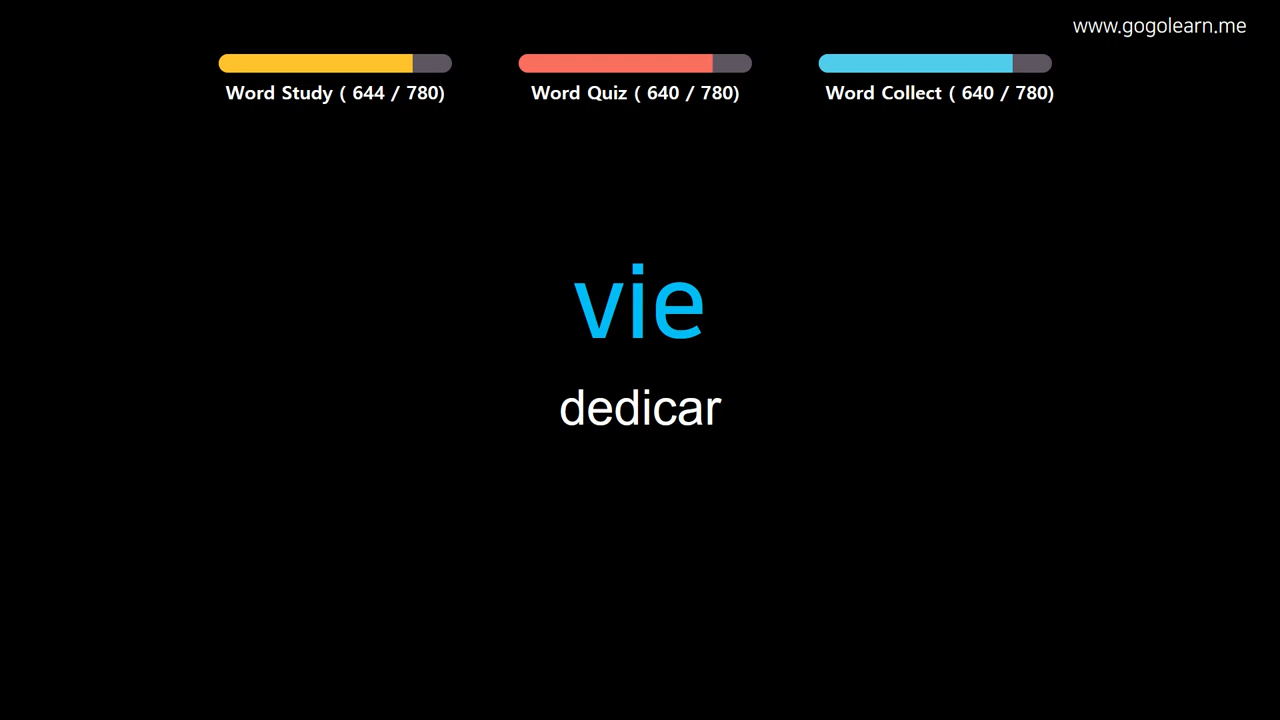 www.gogolearn.me
Word Study ( 644 / 780)
Word Quiz ( 640 / 780)
Word Collect ( 640 / 780)
vie
dedicar